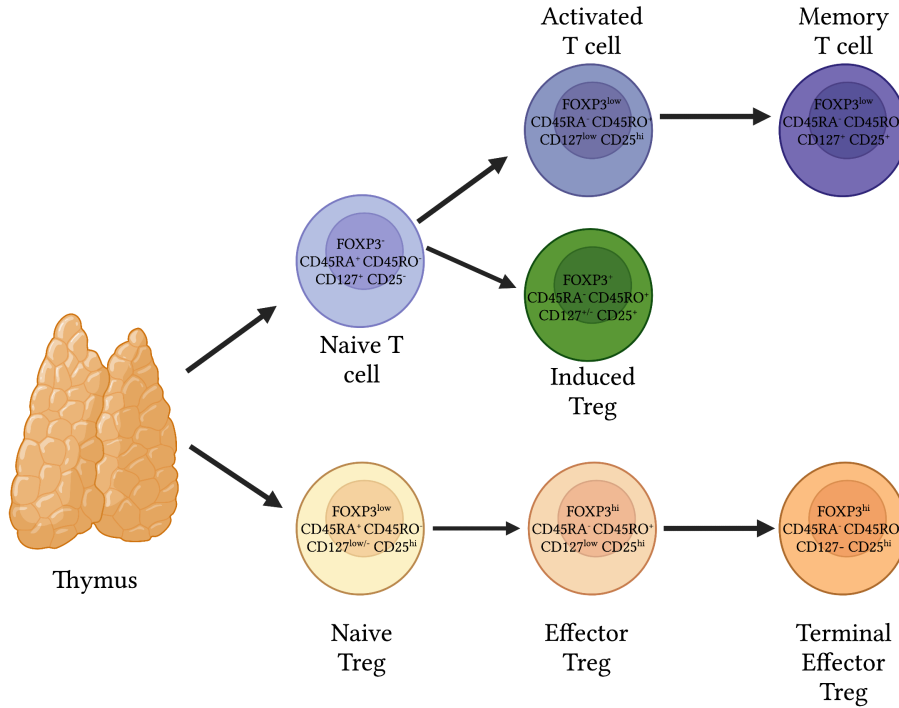 Activated
T cell
FOXP3ˡᵒʷ
CD45RA⁻ CD45RO⁺
CD127ˡᵒʷ CD25ʰⁱ
Memory
T cell
FOXP3ˡᵒʷ
CD45RA⁻ CD45RO
CD127⁺ CD25⁺
FOXP3⁻
CD45RA⁺ CD45RO⁻
CD127⁺ CD25⁻
Naive T
cell
FOXP3⁺
CD45RA⁻ CD45RO⁺
CD127⁺ᐟ⁻ CD25⁺
Induced
Treg
Thymus
FOXP3ˡᵒʷ
CD45RA⁺ CD45RO⁻
CD127ˡᵒʷᐟ⁻ CD25ʰⁱ
Naive
Treg
FOXP3ʰⁱ
CD45RA⁻ CD45RO⁺
CD127ˡᵒʷ CD25ʰⁱ
Effector
Treg
FOXP3ʰⁱ
CD45RA⁻ CD45RO
CD127- CD25ʰⁱ
Terminal
Effector
Treg